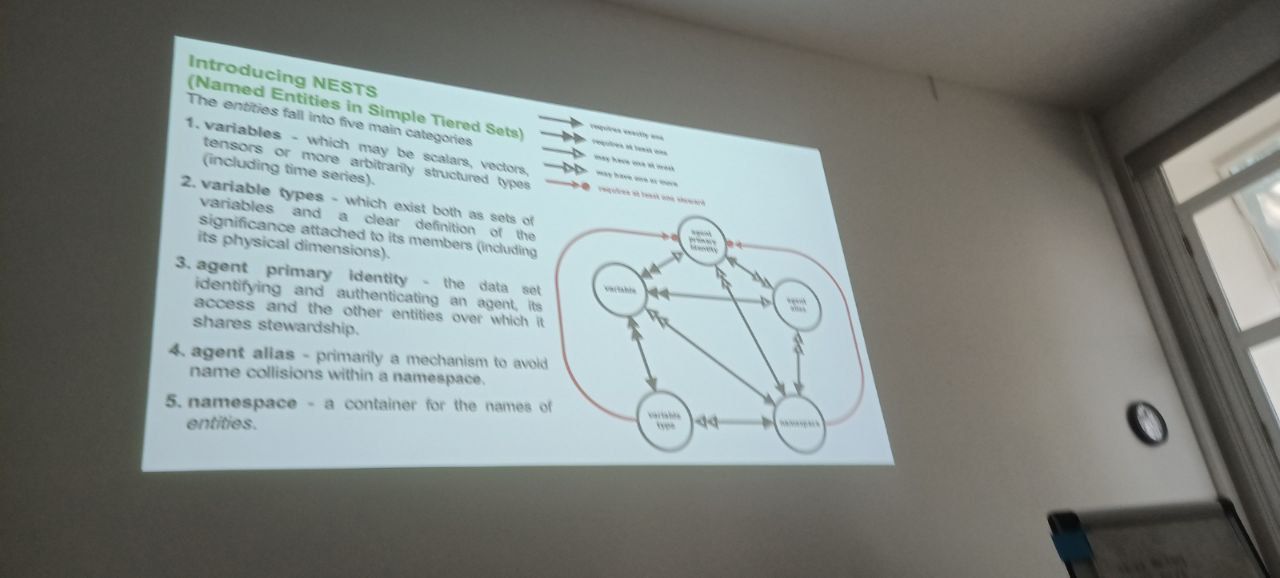 Introducing NESTS
(Named Entities in Simple Tiered Sets)
The entities fall into five main categories
1. variables - which may be scalars, vectors,
tensors or more arbitrarily structured types
(including time series).
2. variable types - which exist both as sets of
variables and a clear definition of the
significance attached to its members (including
its physical dimensions).
3. agent primary identity - the data set
identifying and authenticating an agent, its
access and the other entities over which it
shares stewardship.
4. agent alias - primarily a mechanism to avoid
name collisions within a namespace.
5. namespace - a container for the names of
entities.
requires exactly one
requires at least one
may have one at most
may have one or more
requires at least one steward
agent
primary
identity
variable
agent
alias
variable
type
namespace